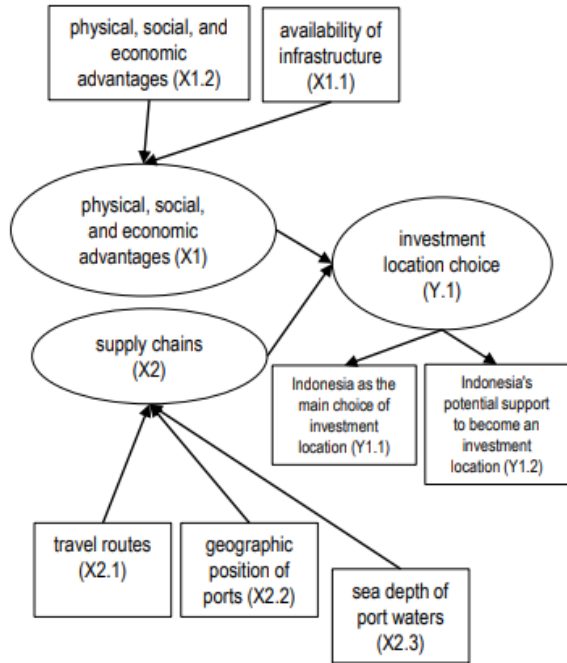 physical, social, and
economic
advantages (X1.2)
availability of
infrastructure
(X1.1)
physical, social,
and economic
advantages (X1)
investment
location choice
(Y.1)
supply chains
(X2)
Indonesia as the
main choice of
investment
location (Y1.1)
Indonesia's
potential support
to become an
investment
location (Y1.2)
travel routes
(X2.1)
geographic
position of
ports (X2.2)
sea depth of
port waters
(X2.3)